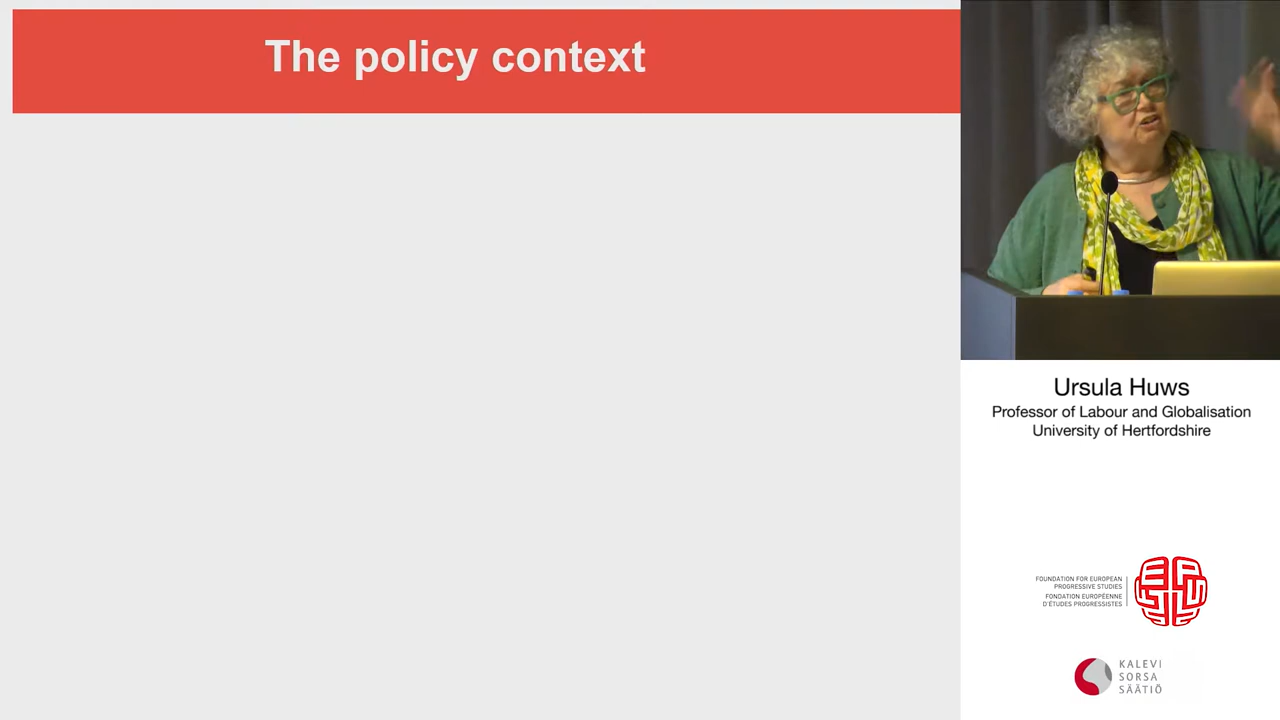 The policy context
Ursula Huws
Professor of Labour and Globalisation
University of Hertfordshire
FOUNDATION FOR EUROPEAN
PROGRESSIVE STUDIES
FONDATION EUROPÉENNE
D'ÉTUDES PROGRESSISTES
KALEVI
SORSA
SÄÄTIÖ